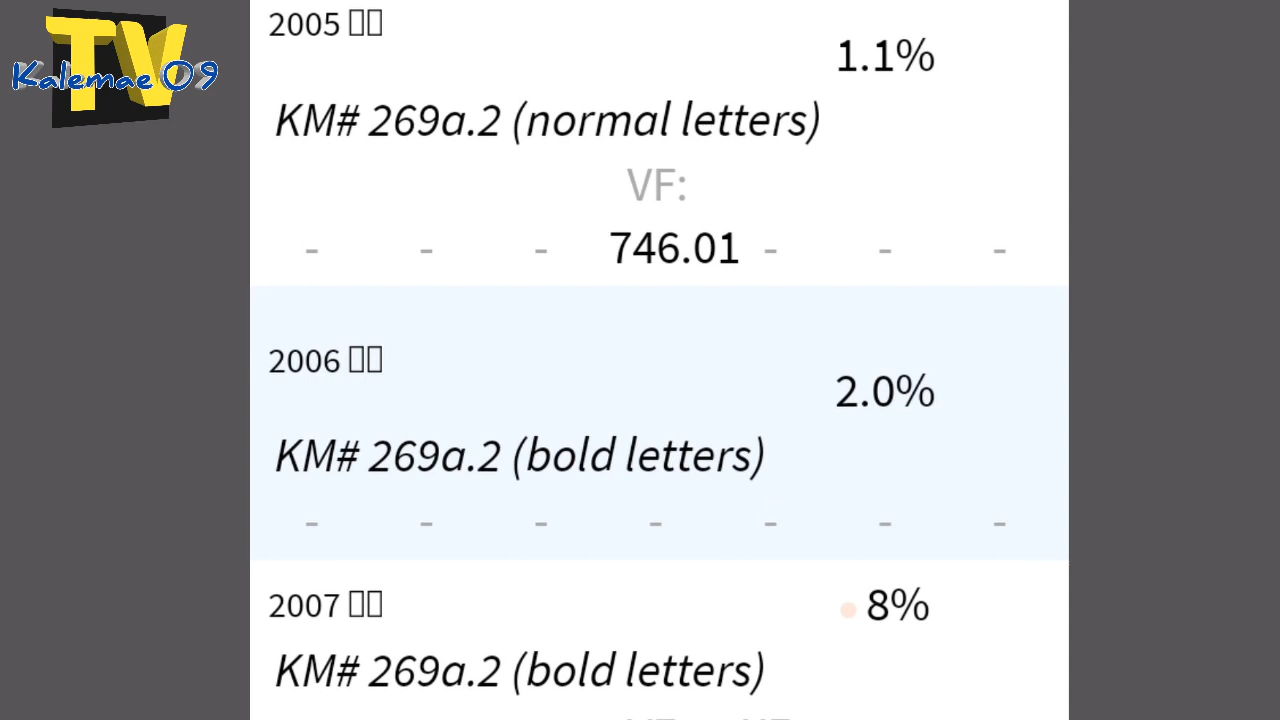 TV
Kalemae 09
2005
1.1%
KM# 269a.2 (normal letters)
VF:
- - - 746.01 - - -
2006
2.0%
KM# 269a.2 (bold letters)
- - - - - - -
2007
8%
KM# 269a.2 (bold letters)